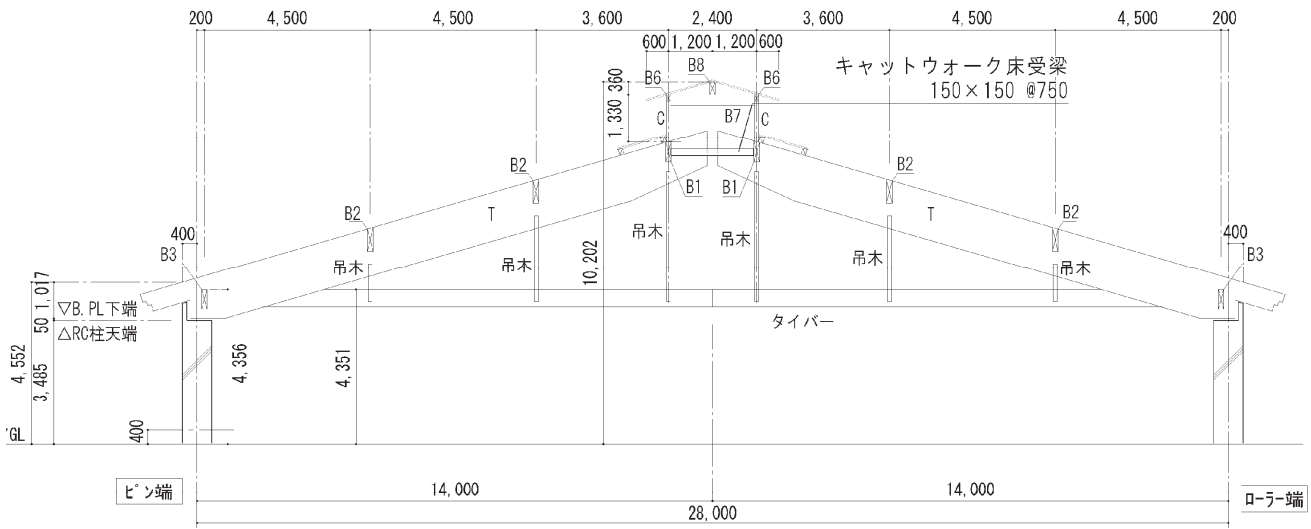 200 4,500 4,500 3,600 2,400 3,600 4,500 4,500 200
600 1,200 1,200 600
キャットウォーク床受梁
150×150 @750
B6 B8 B6
360
1,330
C B7 C
B2 B1 B1 B2
T T
B2 B2
吊木 吊木
400 吊木 吊木 400
B3 吊木 吊木 B3
10,202
1,017
▽B.PL下端
50
△RC柱天端
タイバー
4,552
3,485
4,356
4,351
400
GL
ピン端 14,000 14,000 ローラー端
28,000